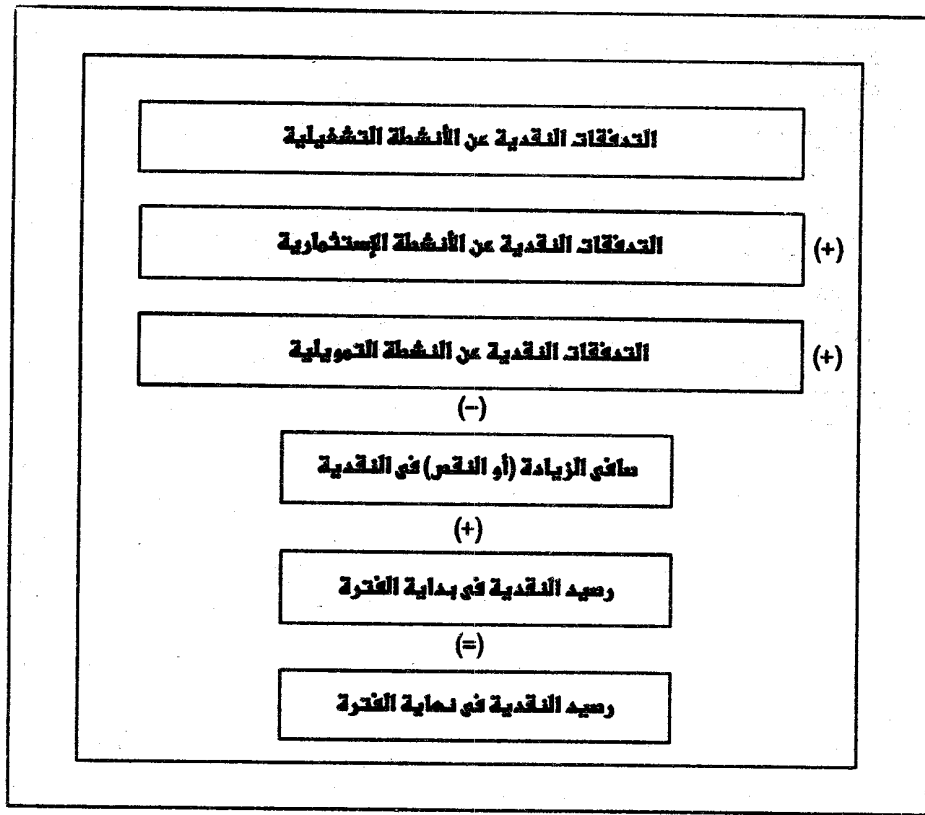 التدفقات النقدية عن الأنشطة التشغيلية
(+) التدفقات النقدية عن الأنشطة الإستثمارية
(+) التدفقات النقدية عن النشطة التمويلية
(–)
صافى الزيادة (أو النقص) فى النقدية
(+)
رصيد النقدية فى بداية الفترة
(=)
رصيد النقدية فى نهاية الفترة